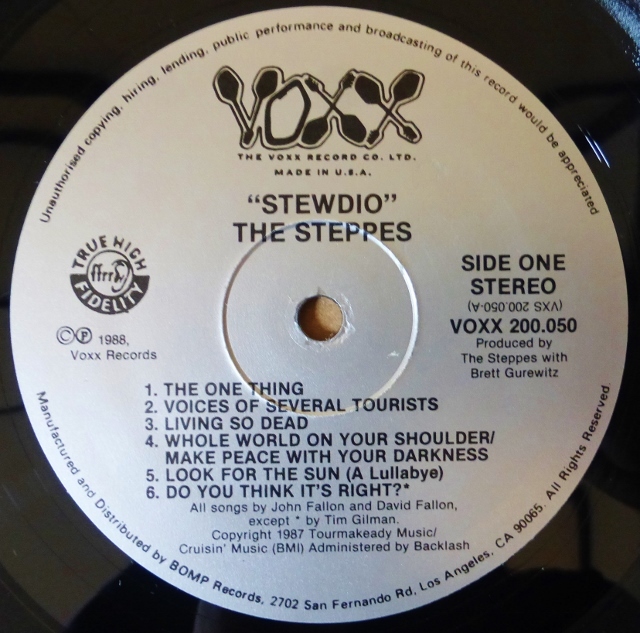 Unauthorised copying, hiring, lending, public performance and broadcasting of this record would be appreciated
VOXX
THE VOXX RECORD CO. LTD.
MADE IN U.S.A.
"STEWDIO"
THE STEPPES
TRUE HIGH
ffrr
FIDELITY
SIDE ONE
STEREO
(VXS 200.050-A)
VOXX 200.050
Produced by
The Steppes with
Brett Gurewitz
©℗ 1988,
Voxx Records
1. THE ONE THING
2. VOICES OF SEVERAL TOURISTS
3. LIVING SO DEAD
4. WHOLE WORLD ON YOUR SHOULDER/
MAKE PEACE WITH YOUR DARKNESS
5. LOOK FOR THE SUN (A Lullabye)
6. DO YOU THINK IT'S RIGHT?*
All songs by John Fallon and David Fallon,
except * by Tim Gilman.
Copyright 1987 Tourmakeady Music/
Cruisin' Music (BMI) Administered by Backlash
Manufactured and Distributed by BOMP Records, 2702 San Fernando Rd, Los Angeles, CA 90065. All Rights Reserved.